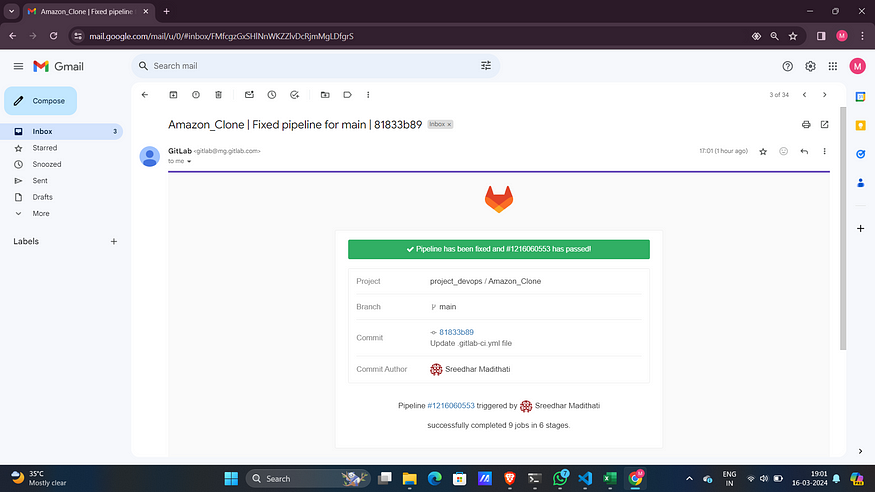 Amazon_Clone | Fixed pipeline
mail.google.com/mail/u/0/#inbox/FMfcgzGxSHlNnWKZZlvDcRjmMgLDfgrS
M
Gmail
Search mail
M
Compose
3 of 34
Inbox 3
Starred
Snoozed
Sent
Drafts
More
Labels
Amazon_Clone | Fixed pipeline for main | 81833b89 Inbox x
GitLab <gitlab@mg.gitlab.com> 17:01 (1 hour ago)
to me
Pipeline has been fixed and #1216060553 has passed!
Project project_devops / Amazon_Clone
Branch main
Commit 81833b89
Update .gitlab-ci.yml file
Commit Author Sreedhar Madithati
Pipeline #1216060553 triggered by Sreedhar Madithati
successfully completed 9 jobs in 6 stages.
35°C
Mostly clear
Search
7
M
ENG
IN
19:01
16-03-2024